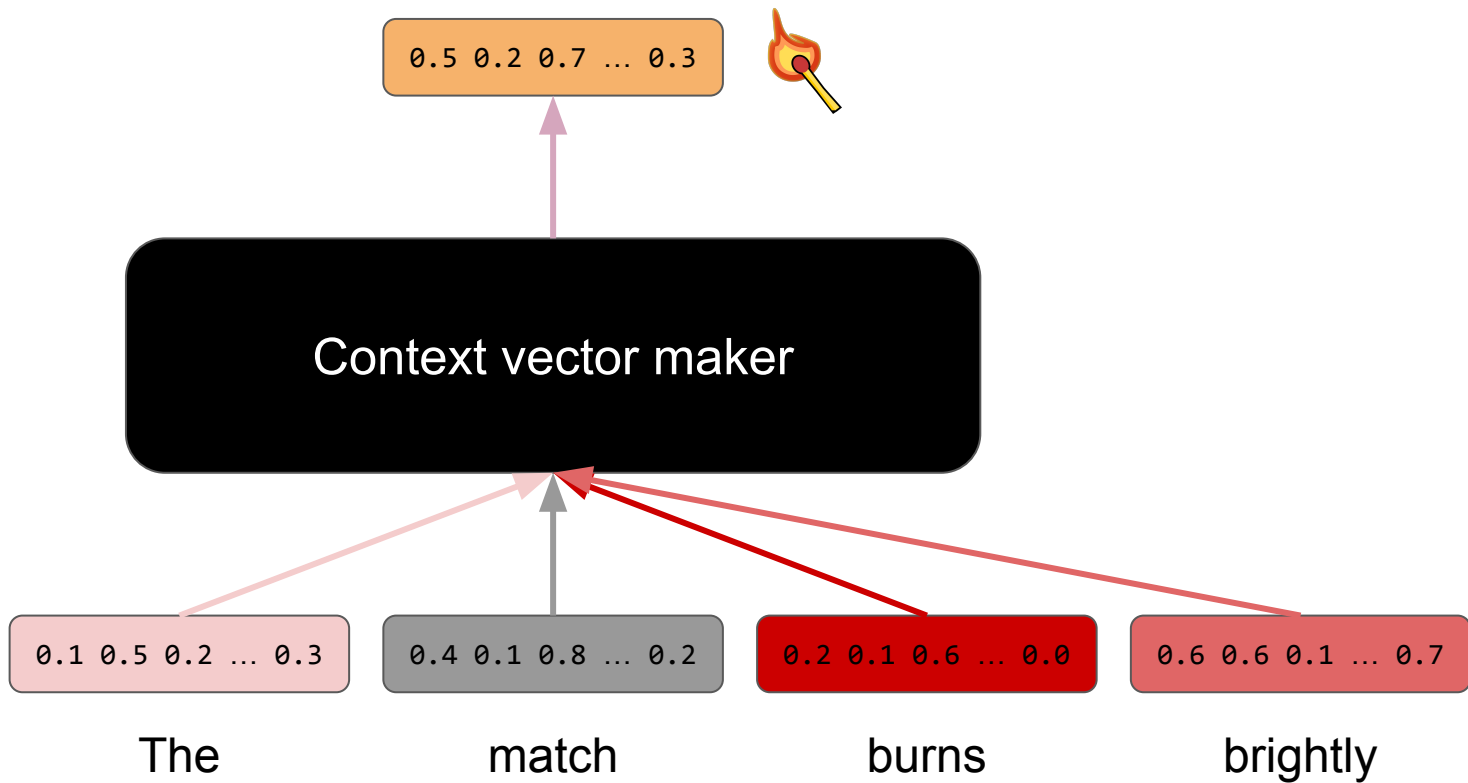 0.5 0.2 0.7 … 0.3
Context vector maker
0.1 0.5 0.2 … 0.3
0.4 0.1 0.8 … 0.2
0.2 0.1 0.6 … 0.0
0.6 0.6 0.1 … 0.7
The
match
burns
brightly